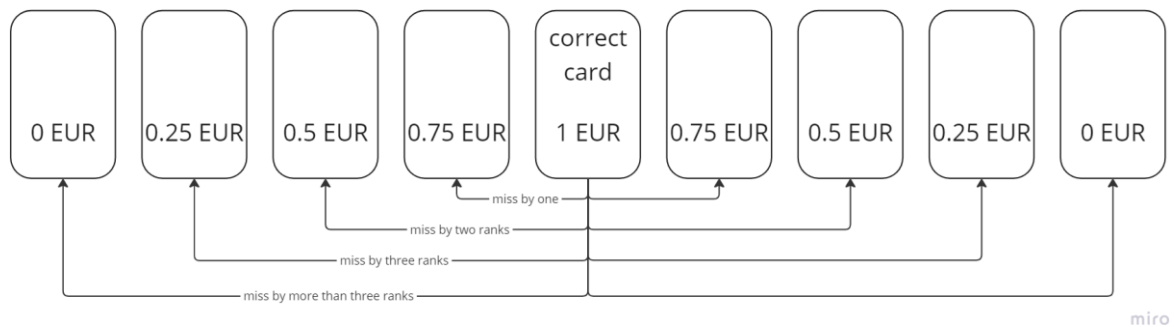 correct
card
0 EUR
0.25 EUR
0.5 EUR
0.75 EUR
1 EUR
0.75 EUR
0.5 EUR
0.25 EUR
0 EUR
miss by one
miss by two ranks
miss by three ranks
miss by more than three ranks
miro